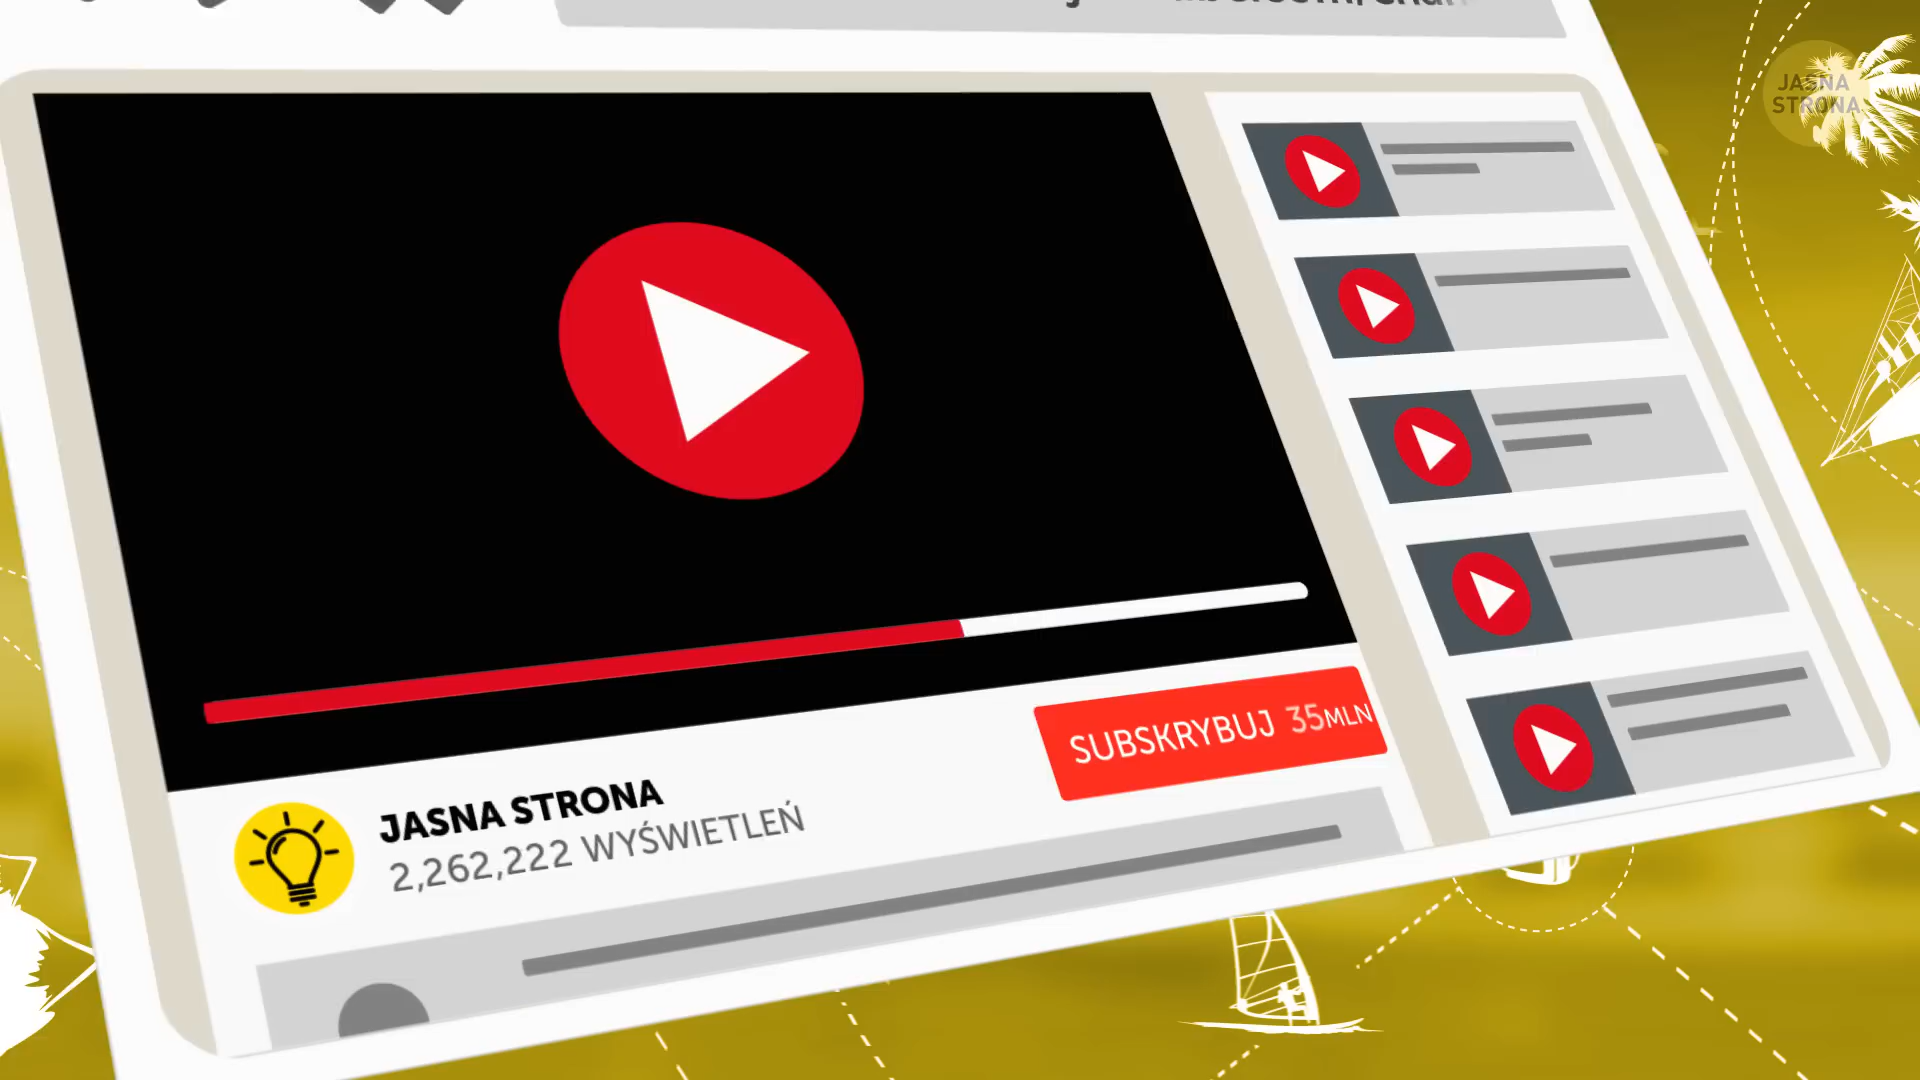 JASNA
STRONA
SUBSKRYBUJ 35MLN
JASNA STRONA
2,262,222 WYŚWIETLEŃ